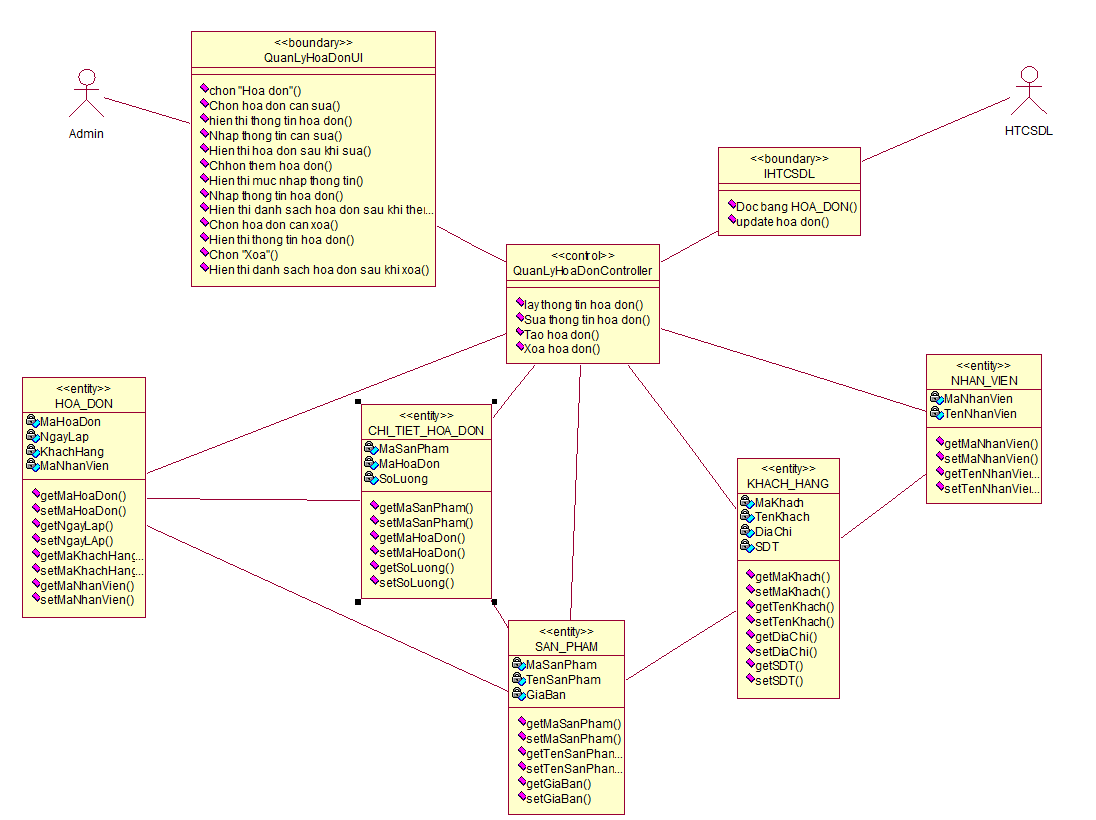 Admin
<<boundary>>
QuanLyHoaDonUI
chon "Hoa don"()
Chon hoa don can sua()
hien thi thong tin hoa don()
Nhap thong tin can sua()
Hien thi hoa don sau khi sua()
Chhon them hoa don()
Hien thi muc nhap thong tin()
Nhap thong tin hoa don()
Hien thi danh sach hoa don sau khi the...
Chon hoa don can xoa()
Hien thi thong tin hoa don()
Chon "Xoa"()
Hien thi danh sach hoa don sau khi xoa()
HTCSDL
<<boundary>>
IHTCSDL
Doc bang HOA_DON()
update hoa don()
<<control>>
QuanLyHoaDonController
lay thong tin hoa don()
Sua thong tin hoa don()
Tao hoa don()
Xoa hoa don()
<<entity>>
HOA_DON
MaHoaDon
NgayLap
KhachHang
MaNhanVien
getMaHoaDon()
setMaHoaDon()
getNgayLap()
setNgayLAp()
getMaKhachHang...
setMaKhachHang...
getMaNhanVien()
setMaNhanVien()
<<entity>>
CHI_TIET_HOA_DON
MaSanPham
MaHoaDon
SoLuong
getMaSanPham()
setMaSanPham()
getMaHoaDon()
setMaHoaDon()
getSoLuong()
setSoLuong()
<<entity>>
NHAN_VIEN
MaNhanVien
TenNhanVien
getMaNhanVien()
setMaNhanVien()
getTenNhanVie...
setTenNhanVie...
<<entity>>
KHACH_HANG
MaKhach
TenKhach
DiaChi
SDT
getMaKhach()
setMaKhach()
getTenKhach()
setTenKhach()
getDiaChi()
setDiaChi()
getSDT()
setSDT()
<<entity>>
SAN_PHAM
MaSanPham
TenSanPham
GiaBan
getMaSanPham()
setMaSanPham()
getTenSanPhan...
setTenSanPhan...
getGiaBan()
setGiaBan()